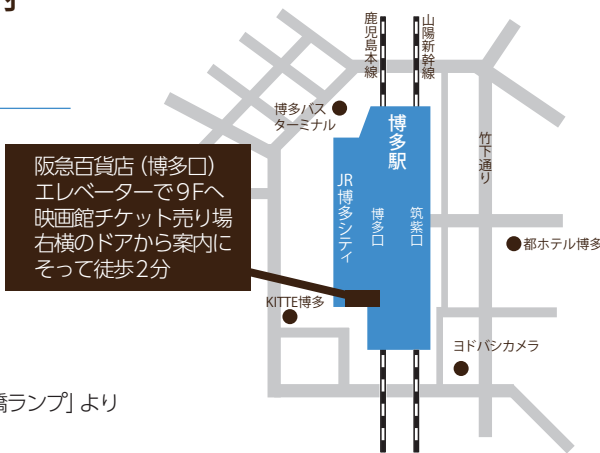 鹿児島本線
山陽新幹線
博多バス
ターミナル
博多駅
竹下通り
阪急百貨店（博多口）
エレベーターで9Fへ
映画館チケット売り場
右横のドアから案内に
そって徒歩2分
JR博多シティ
博多口
筑紫口
都ホテル博多
KITTE博多
ヨドバシカメラ
ランプ」より